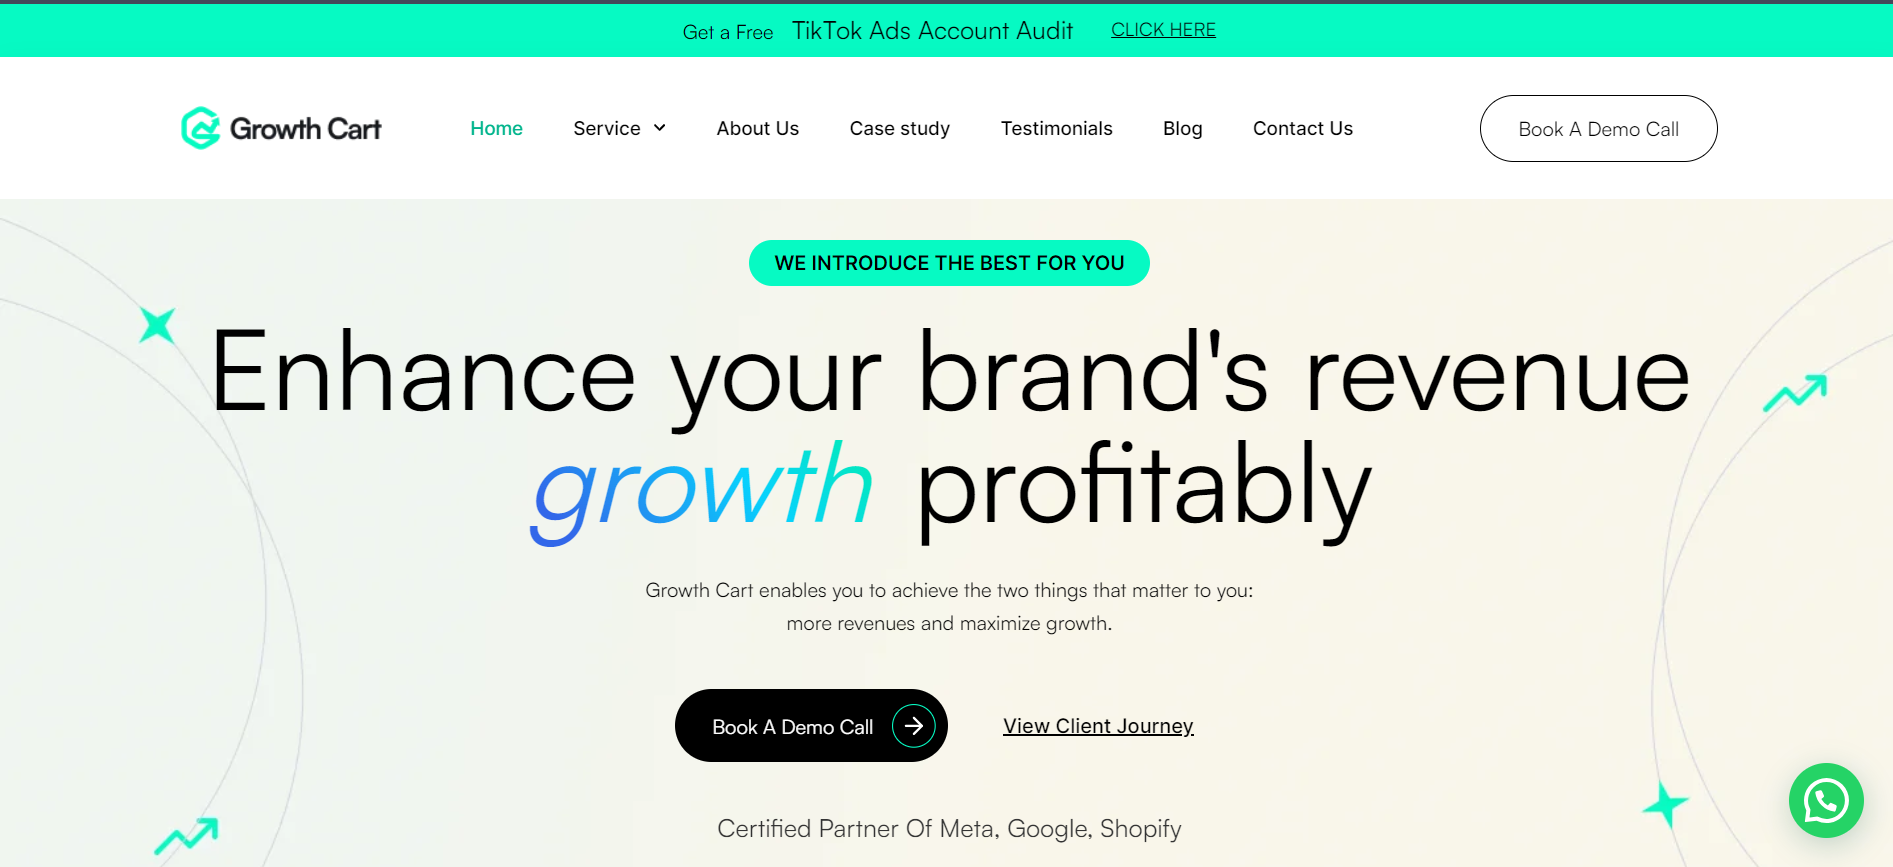 Get a Free TikTok Ads Account Audit CLICK HERE
Growth Cart Home Service About Us Case study Testimonials Blog Contact Us Book A Demo Call
WE INTRODUCE THE BEST FOR YOU
Enhance your brand's revenue
growth profitably
Growth Cart enables you to achieve the two things that matter to you:
more revenues and maximize growth.
Book A Demo Call View Client Journey
Certified Partner Of Meta, Google, Shopify